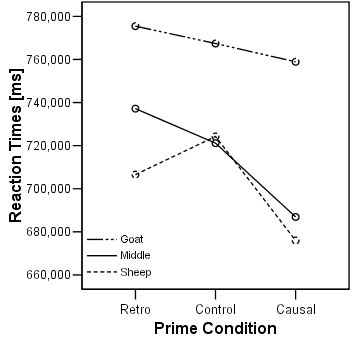 780,000
760,000
740,000
720,000
700,000
680,000
660,000
Reaction Times [ms]
Goat
Middle
Sheep
Retro Control Causal
Prime Condition